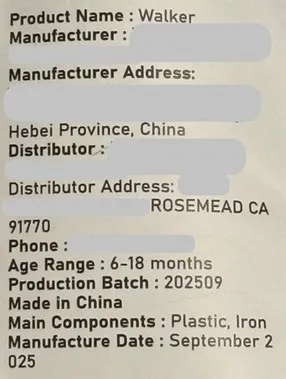 Product Name : Walker
Manufacturer :
Manufacturer Address:
Hebei Province, China
Distributor :
Distributor Address:
ROSEMEAD CA
91770
Phone :
Age Range : 6-18 months
Production Batch : 202509
Made in China
Main Components : Plastic, Iron
Manufacture Date : September 2
025